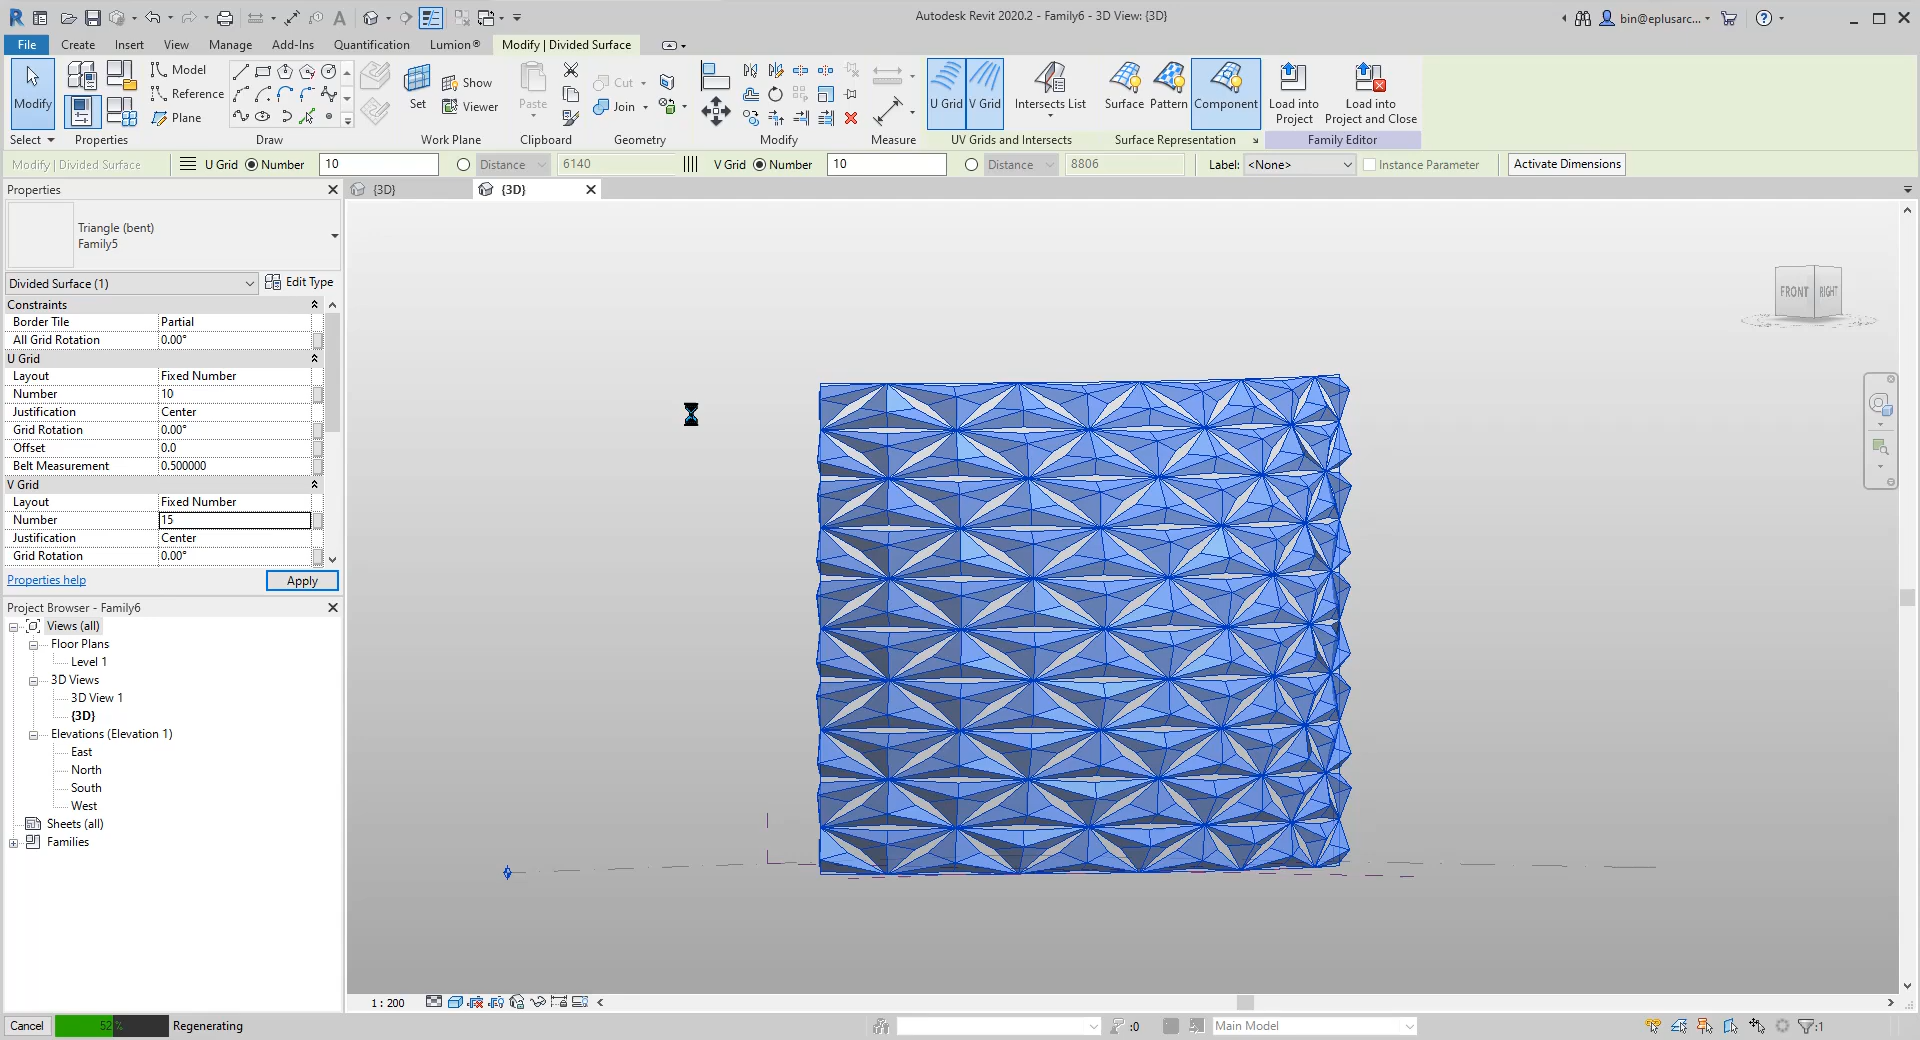 Autodesk Revit 2020.2 - Family6 - 3D View: {3D}
bin@eplusarc...
File Create Insert View Manage Add-Ins Quantification Lumion® Modify | Divided Surface
Modify
Model
Reference
Plane
Set
Show
Viewer
Paste
Cut
Join
U Grid
V Grid
Intersects List
Surface
Pattern
Component
Load into
Project
Load into
Project and Close
Select Properties Draw Work Plane Clipboard Geometry Modify Measure UV Grids and Intersects Surface Representation Family Editor
Modify | Divided Surface U Grid Number 10 Distance 6140 V Grid Number 10 Distance 8806 Label: <None> Instance Parameter Activate Dimensions
Properties
{3D} {3D}
Triangle (bent)
Family5
Divided Surface (1) Edit Type
Constraints
Border Tile Partial
All Grid Rotation 0.00°
U Grid
Layout Fixed Number
Number 10
Justification Center
Grid Rotation 0.00°
Offset 0.0
Belt Measurement 0.500000
V Grid
Layout Fixed Number
Number 15
Justification Center
Grid Rotation 0.00°
Properties help Apply
FRONT RIGHT
Project Browser - Family6
Views (all)
Floor Plans
Level 1
3D Views
3D View 1
{3D}
Elevations (Elevation 1)
East
North
South
West
Sheets (all)
Families
1 : 200
Cancel 52 % Regenerating
:0 Main Model :1